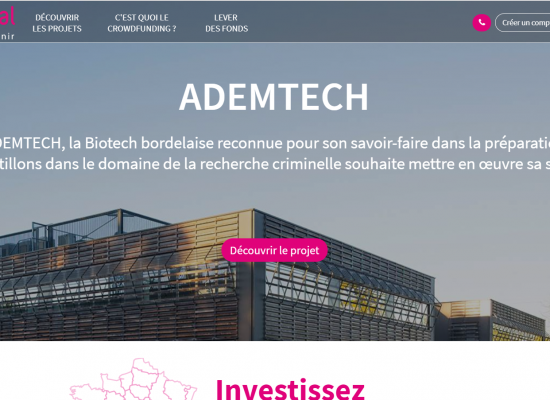 al
nir
DÉCOUVRIR
LES PROJETS
C'EST QUOI LE
CROWDFUNDING ?
LEVER
DES FONDS
Créer un comp
ADEMTECH
DEMTECH, la Biotech bordelaise reconnue pour son savoir-faire dans la préparatio
tillons dans le domaine de la recherche criminelle souhaite mettre en œuvre sa s
Découvrir le projet
Investissez